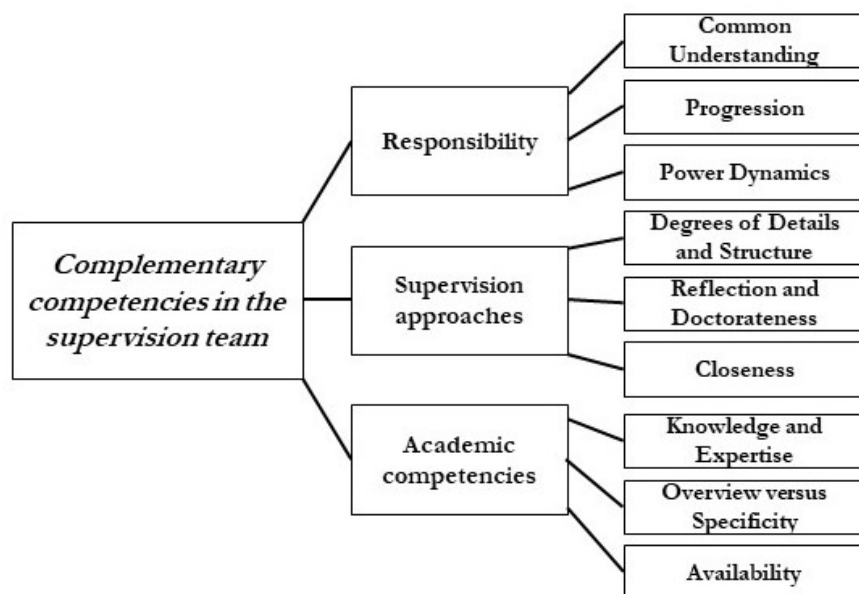 Common
Understanding
Progression
Power Dynamics
Responsibility
Degrees of Details
and Structure
Reflection and
Doctorateness
Closeness
Supervision
approaches
Complementary
competencies in the
supervision team
Knowledge and
Expertise
Overview versus
Specificity
Availability
Academic
competencies